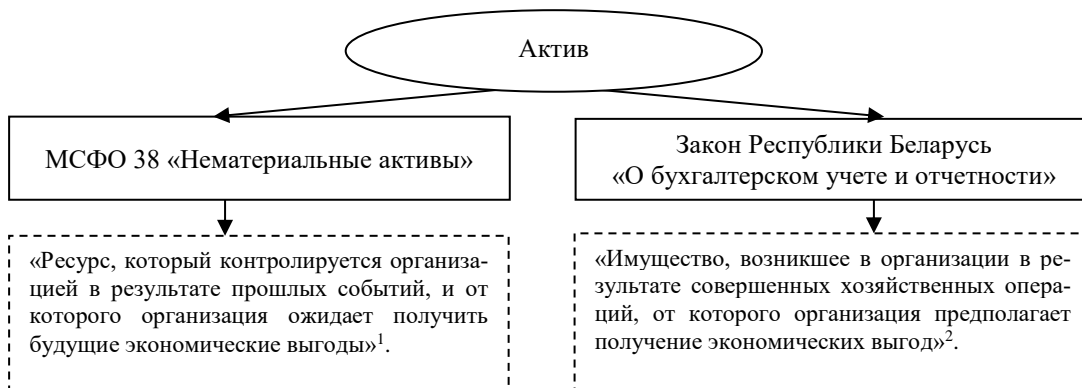 Актив
МСФО 38 «Нематериальные активы»
Закон Республики Беларусь
«О бухгалтерском учете и отчетности»
«Ресурс, который контролируется организа-
цией в результате прошлых событий, и от
которого организация ожидает получить
будущие экономические выгоды»1.
«Имущество, возникшее в организации в ре-
зультате совершенных хозяйственных опера-
ций, от которого организация предполагает
получение экономических выгод»2.